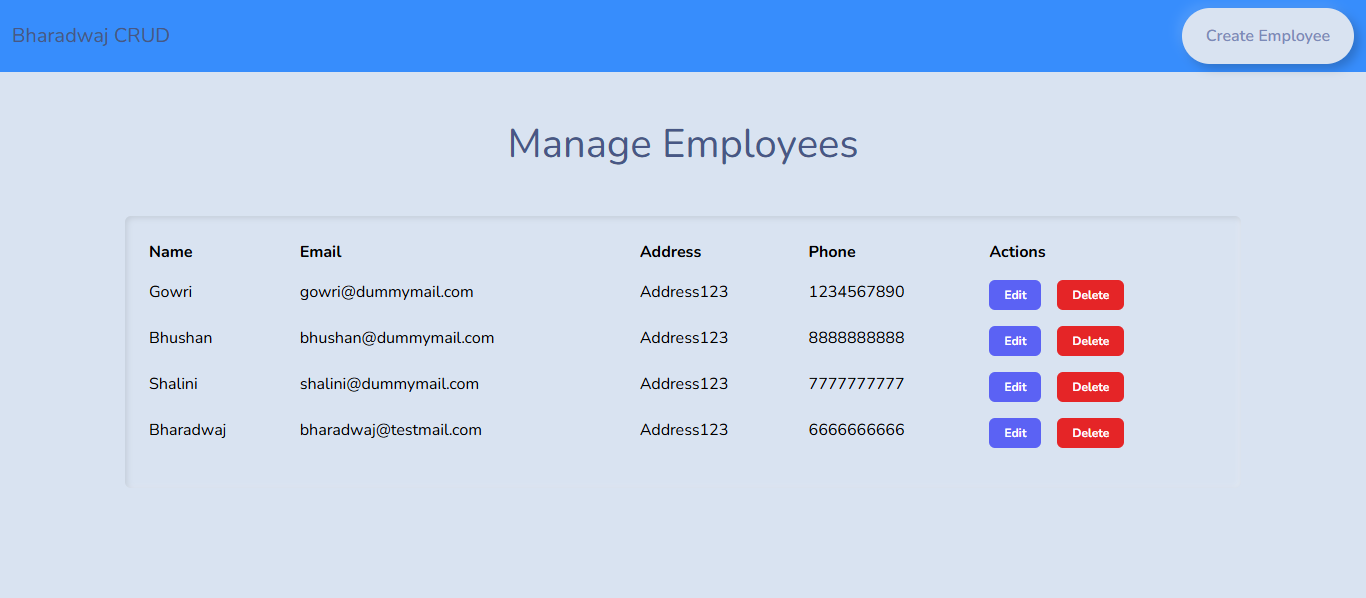 Bharadwaj CRUD Create Employee
Manage Employees
Name Email Address Phone Actions
Gowri gowri@dummymail.com Address123 1234567890 Edit Delete
Bhushan bhushan@dummymail.com Address123 8888888888 Edit Delete
Shalini shalini@dummymail.com Address123 7777777777 Edit Delete
Bharadwaj bharadwaj@testmail.com Address123 6666666666 Edit Delete